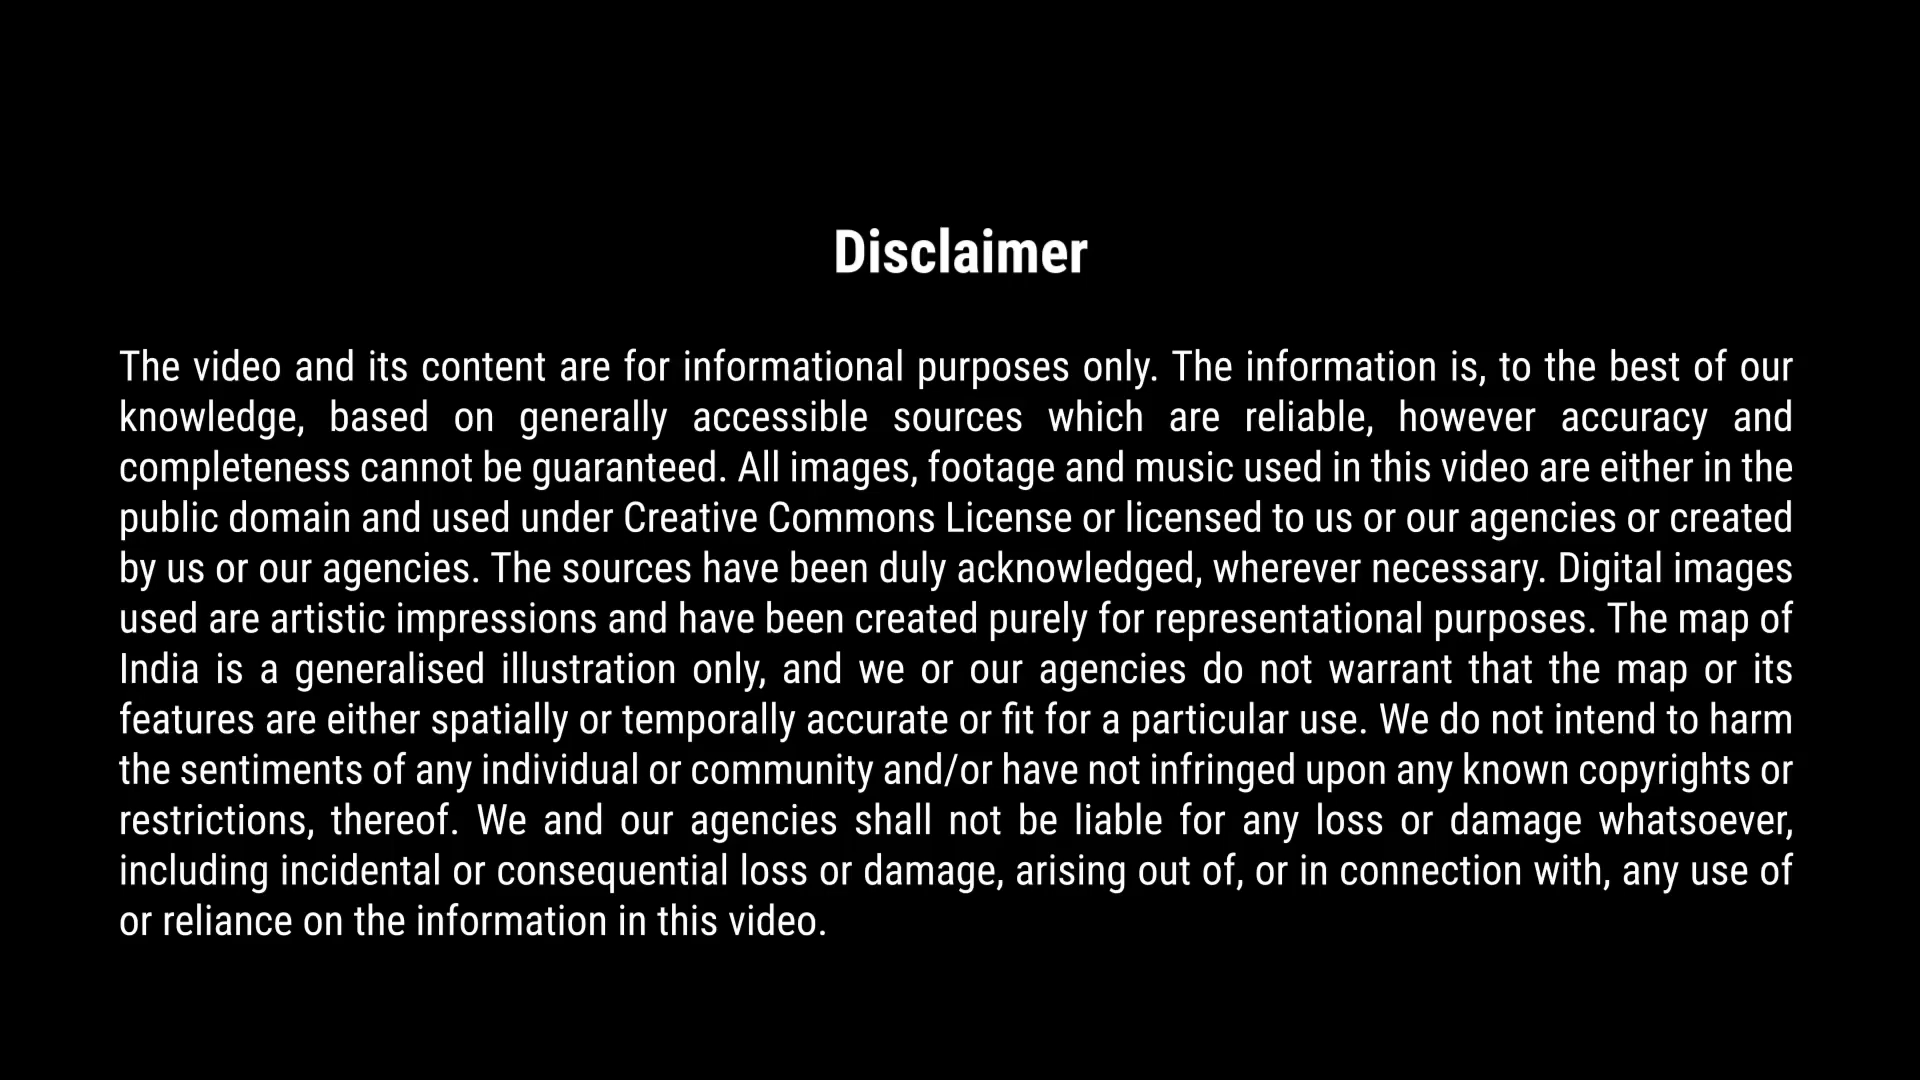 Disclaimer
The video and its content are for informational purposes only. The information is, to the best of our
knowledge, based on generally accessible sources which are reliable, however accuracy and
completeness cannot be guaranteed. All images, footage and music used in this video are either in the
public domain and used under Creative Commons License or licensed to us or our agencies or created
by us or our agencies. The sources have been duly acknowledged, wherever necessary. Digital images
used are artistic impressions and have been created purely for representational purposes. The map of
India is a generalised illustration only, and we or our agencies do not warrant that the map or its
features are either spatially or temporally accurate or fit for a particular use. We do not intend to harm
the sentiments of any individual or community and/or have not infringed upon any known copyrights or
restrictions, thereof. We and our agencies shall not be liable for any loss or damage whatsoever,
including incidental or consequential loss or damage, arising out of, or in connection with, any use of
or reliance on the information in this video.